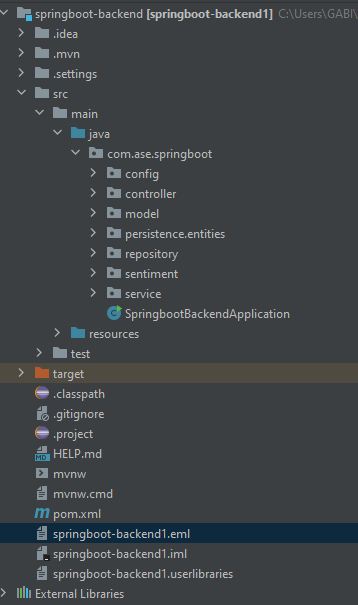 springboot-backend [springboot-backend1] C:\Users\GABI\
.idea
.mvn
.settings
src
main
java
com.ase.springboot
config
controller
model
persistence.entities
repository
sentiment
service
SpringbootBackendApplication
resources
test
target
.classpath
.gitignore
.project
HELP.md
mvnw
mvnw.cmd
pom.xml
springboot-backend1.eml
springboot-backend1.iml
springboot-backend1.userlibraries
External Libraries